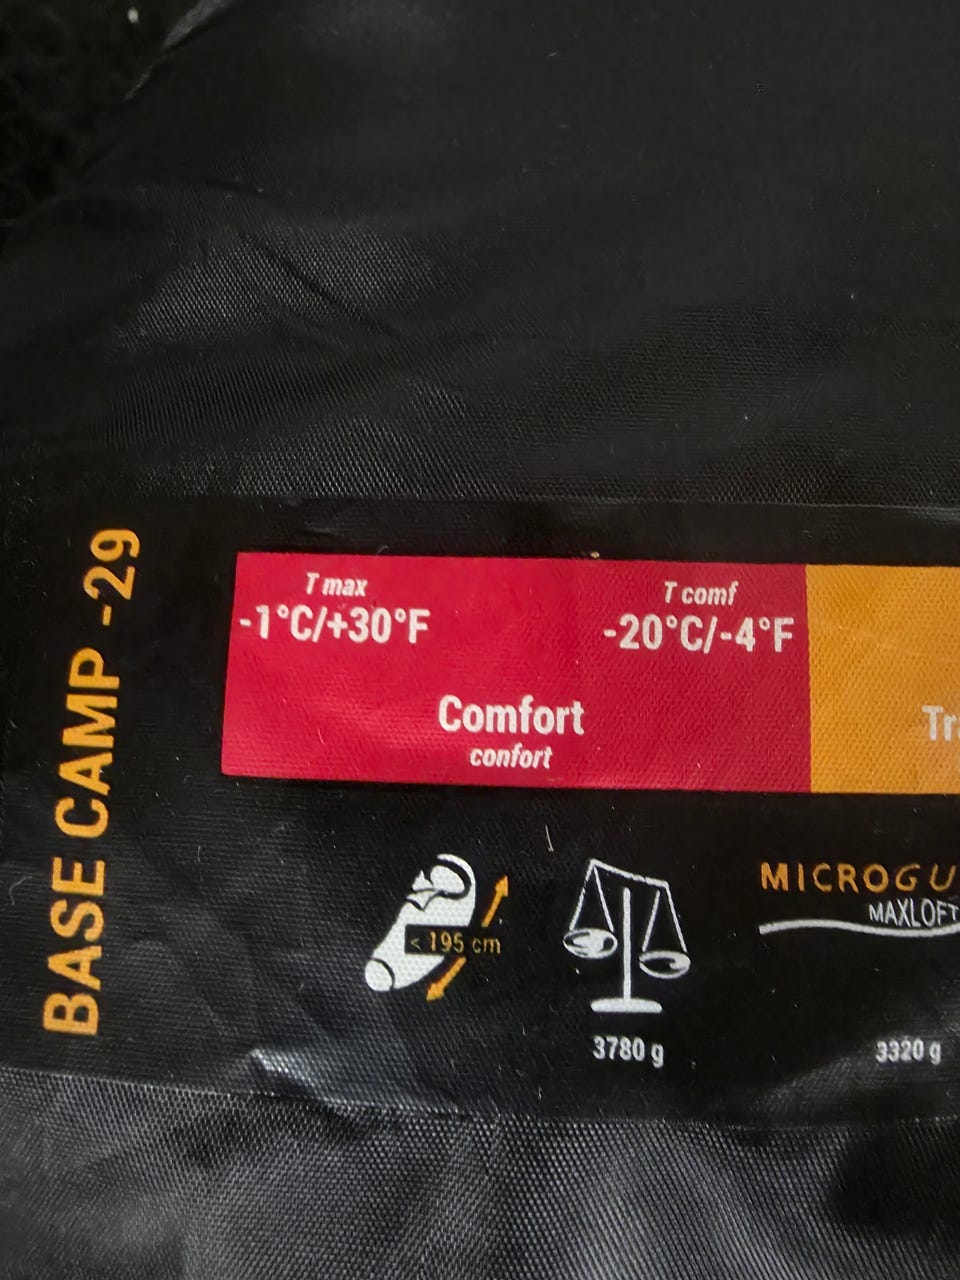 BASE CAMP -29
T max
-1°C/+30°F
T comf
-20°C/-4°F
Comfort
confort
< 195 cm
3780 g
MAXLOFT
3320 g